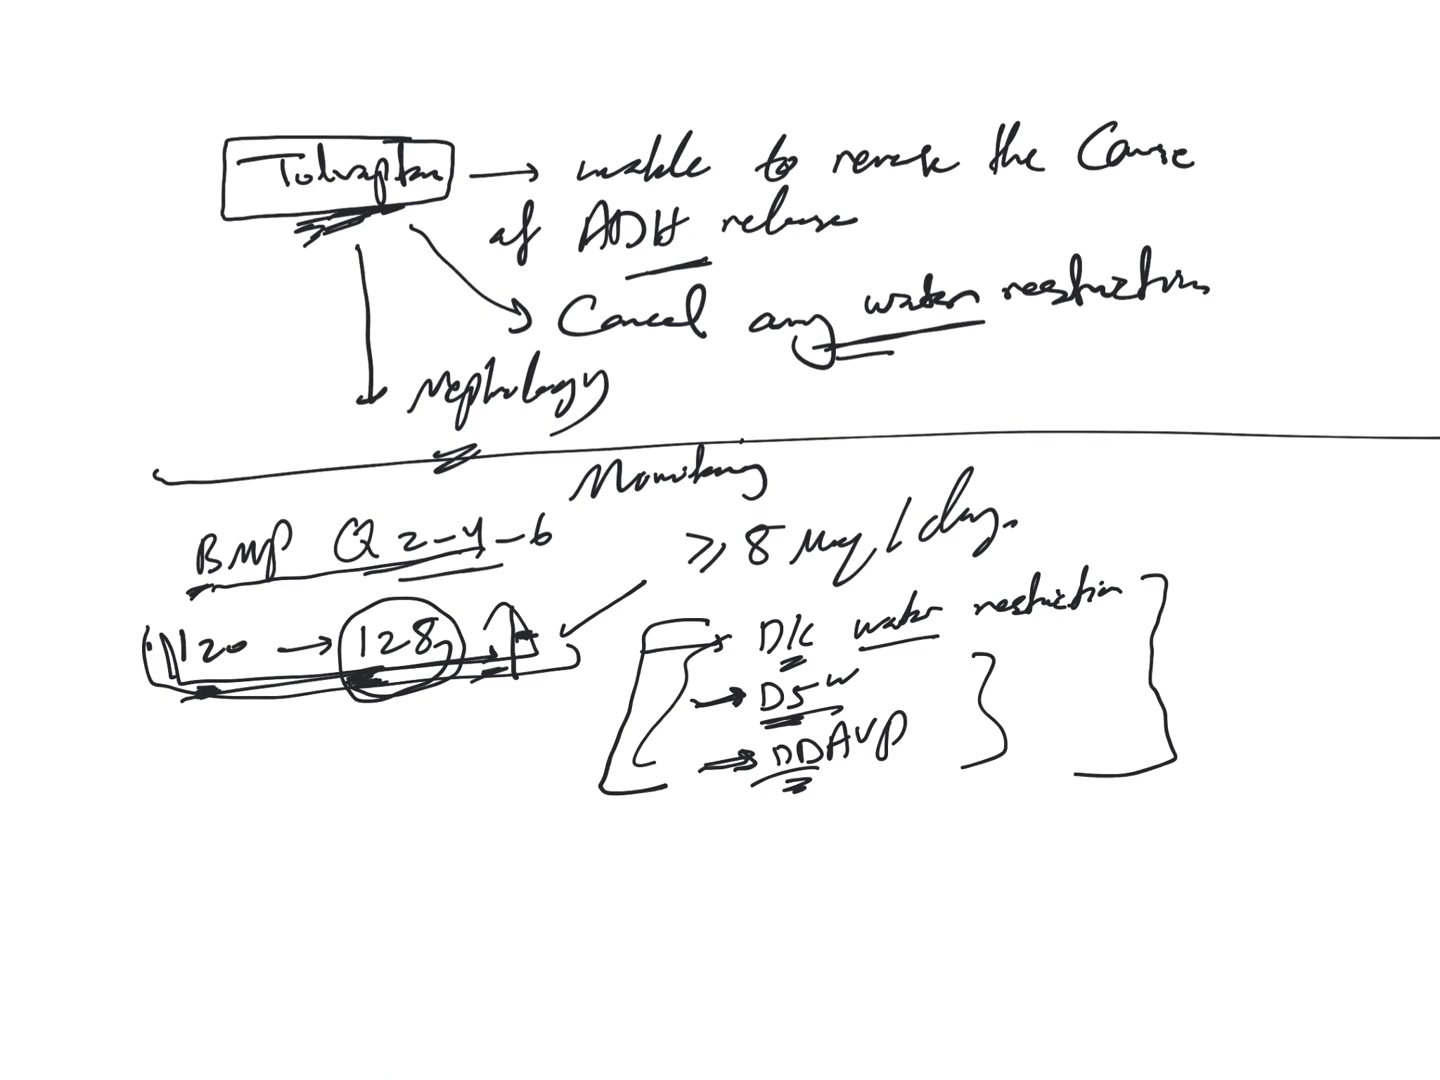 Tolvaptan → unable to reverse the Cause
of ADH release
Cancel any water restriction
Nephrology
Monitoring
BMP Q 2-4-6
≥ 8 meq/day.
120 → 128
D/C water restriction
→ D5W
→ DDAVP